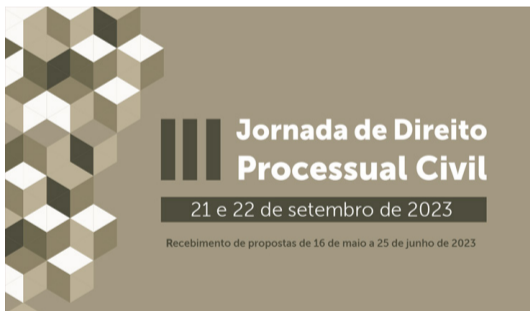 III Jornada de Direito
Processual Civil
21 e 22 de setembro de 2023
Recebimento de propostas de 16 de maio a 25 de junho de 2023